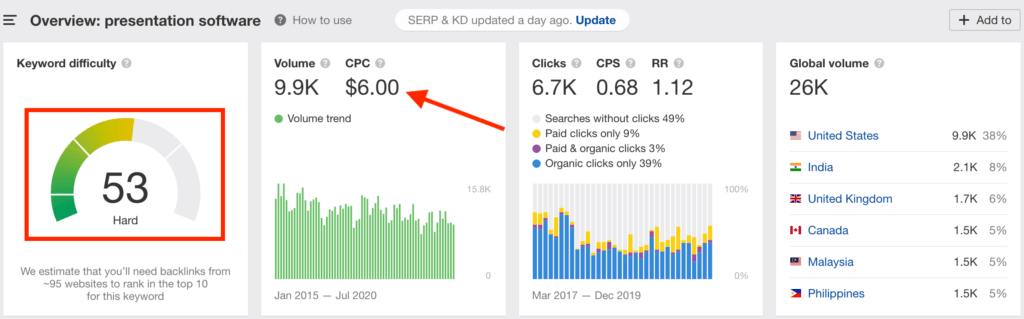 Overview: presentation software ? How to use
SERP & KD updated a day ago. Update
+ Add to
Keyword difficulty ?
53
Hard
We estimate that you'll need backlinks from
~95 websites to rank in the top 10
for this keyword
Volume ? CPC ?
9.9K $6.00
Volume trend
15.8K
0
Jan 2015 — Jul 2020
Clicks ? CPS ? RR ?
6.7K 0.68 1.12
Searches without clicks 49%
Paid clicks only 9%
Paid & organic clicks 3%
Organic clicks only 39%
100%
0%
Mar 2017 — Dec 2019
Global volume ?
26K
United States 9.9K 38%
India 2.1K 8%
United Kingdom 1.7K 6%
Canada 1.5K 5%
Malaysia 1.5K 5%
Philippines 1.5K 5%